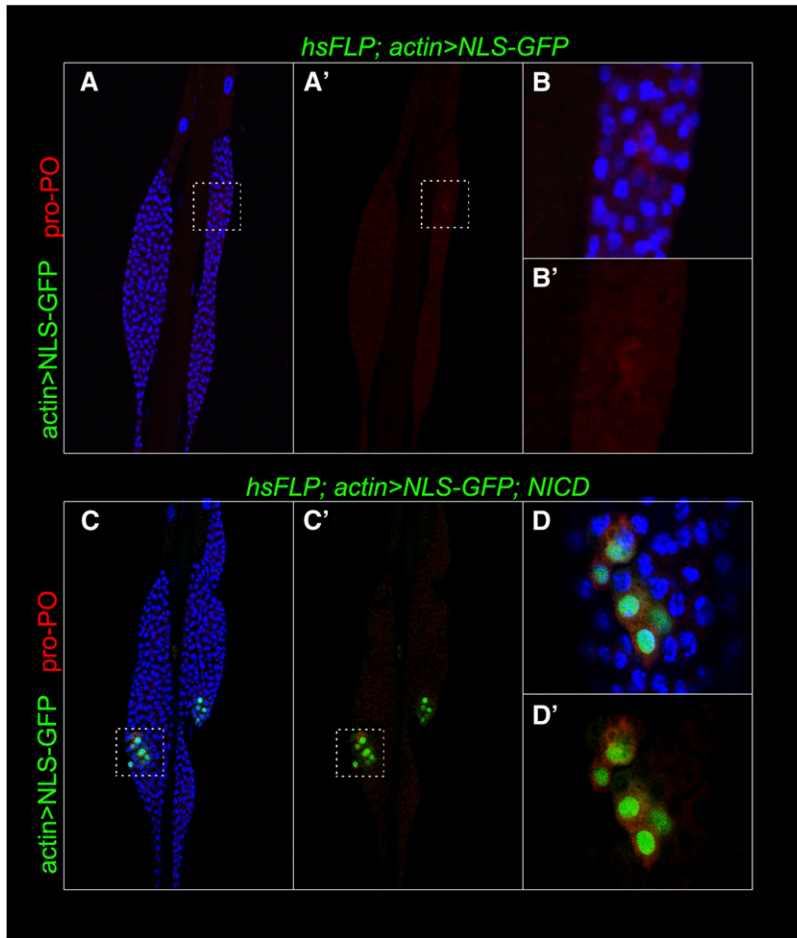 hsFLP; actin>NLS-GFP
A
A'
B
B'
actin>NLS-GFP pro-PO
hsFLP; actin>NLS-GFP; NICD
C
C'
D
D'
actin>NLS-GFP pro-PO